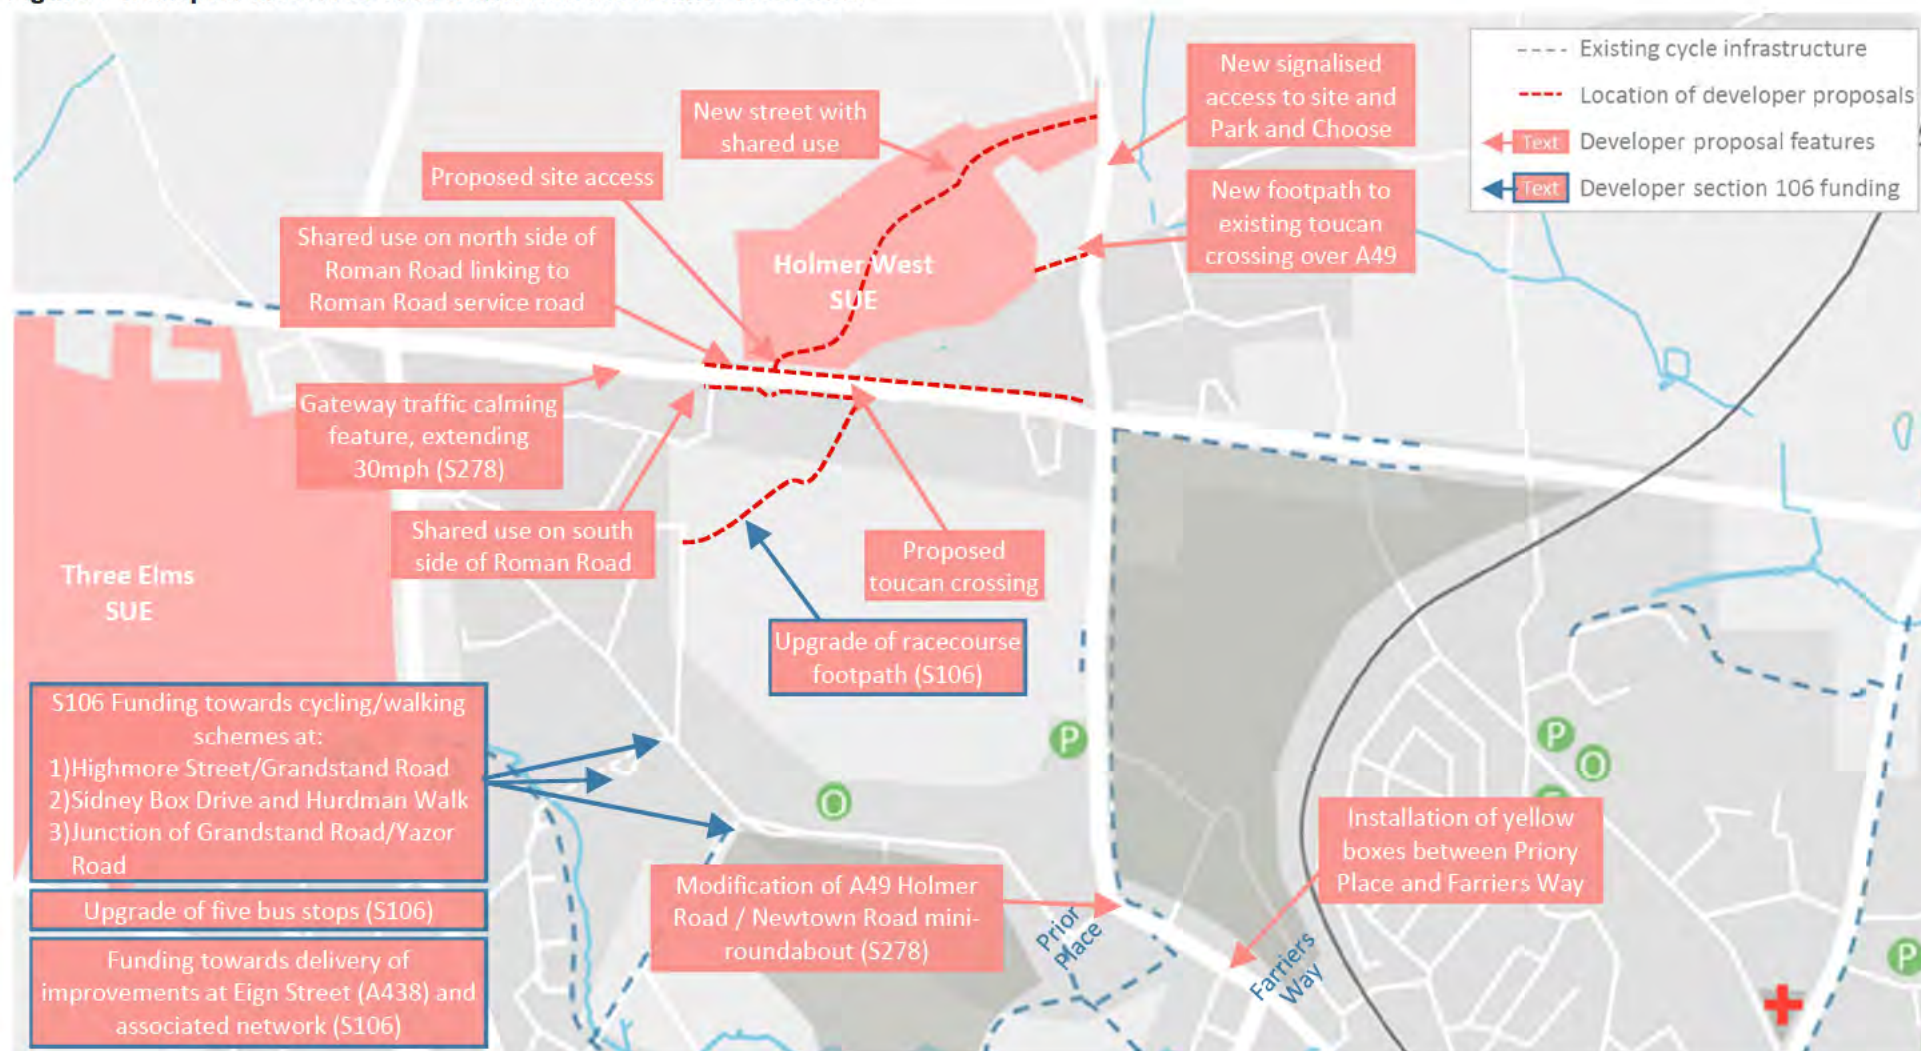 Existing cycle infrastructure
Location of developer proposals
Text Developer proposal features
Text Developer section 106 funding
New signalised
access to site and
Park and Choose
New street with
shared use
Proposed site access
New footpath to
existing toucan
crossing over A49
Shared use on north side of
Roman Road linking to
Roman Road service road
Holmer West
SUE
Gateway traffic calming
feature, extending
30mph (S278)
Shared use on south
side of Roman Road
Proposed
toucan crossing
Three Elms
SUE
Upgrade of racecourse
footpath (S106)
S106 Funding towards cycling/walking
schemes at:
1)Highmore Street/Grandstand Road
2)Sidney Box Drive and Hurdman Walk
3)Junction of Grandstand Road/Yazor
Road
P
P
O
O
Installation of yellow
boxes between Priory
Place and Farriers Way
Modification of A49 Holmer
Road / Newtown Road mini-
roundabout (S278)
Upgrade of five bus stops (S106)
Prior
Place
Farriers
Way
P
Funding towards delivery of
improvements at Eign Street (A438) and
associated network (S106)